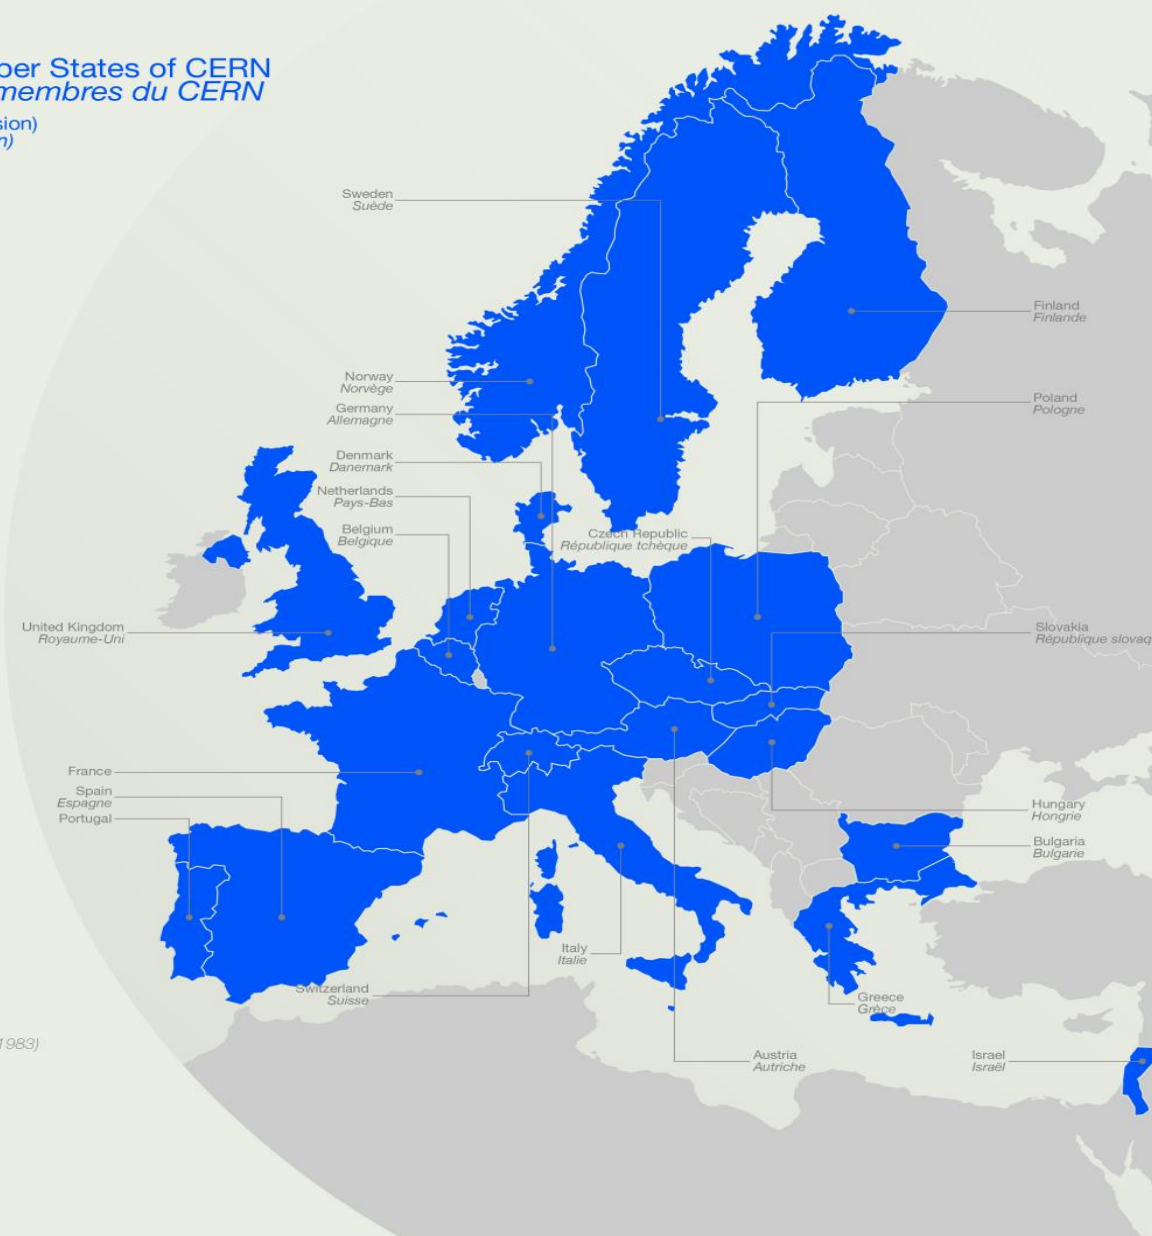 ber States of CERN
membres du CERN
sion)
n)
Sweden
Suède
Finland
Finlande
Norway
Norvège
Germany
Allemagne
Poland
Pologne
Denmark
Danemark
Netherlands
Pays-Bas
Belgium
Belgique
Czech Republic
République tchèque
United Kingdom
Royaume-Uni
Slovakia
République slovaq
France
Spain
Espagne
Portugal
Hungary
Hongrie
Bulgaria
Bulgarie
Italy
Italie
Switzerland
Suisse
Greece
Grèce
1983)
Austria
Autriche
Israel
Israël